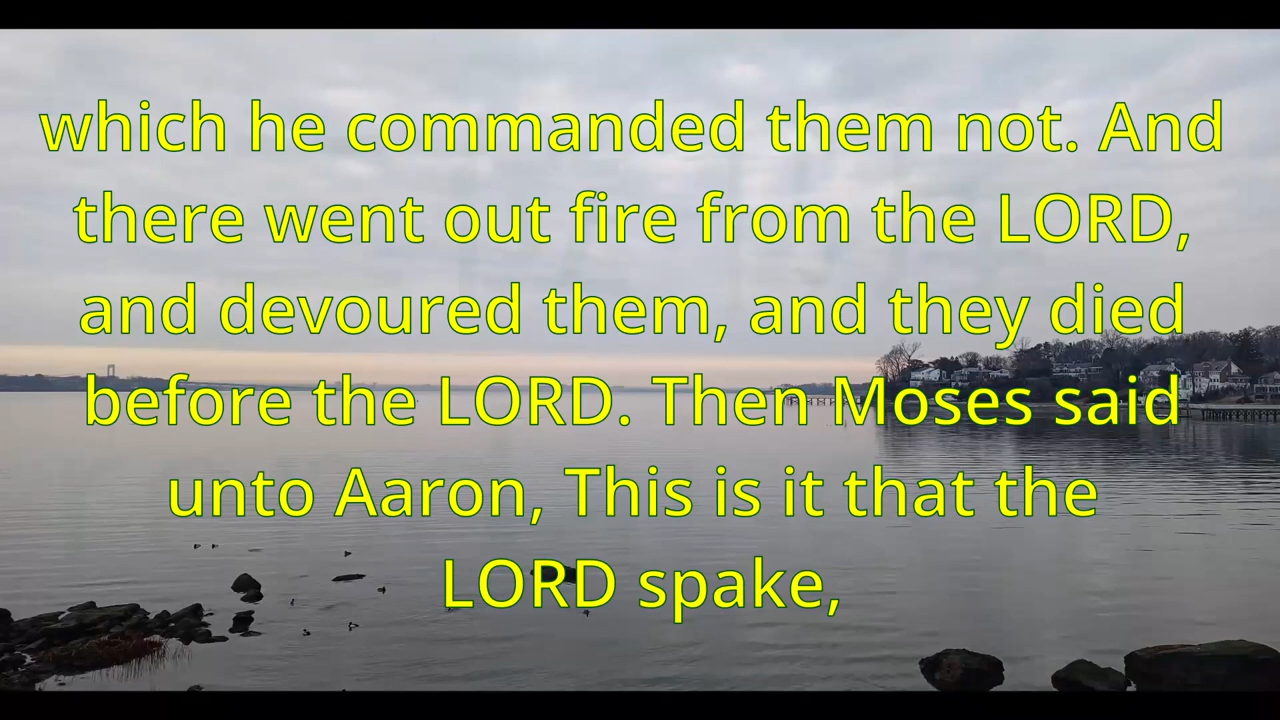 which he commanded them not. And
there went out fire from the LORD,
and devoured them, and they died
before the LORD. Then Moses said
unto Aaron, This is it that the
LORD spake,